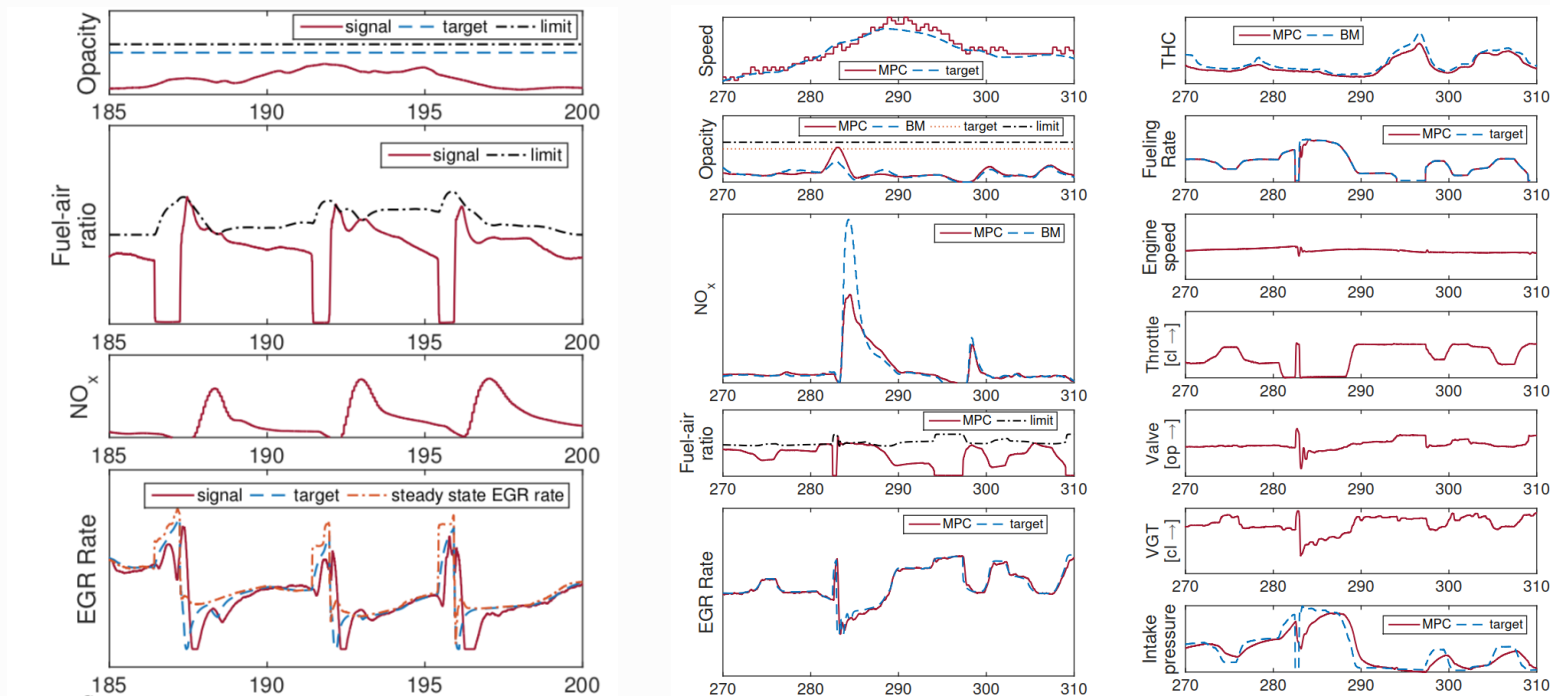 Opacity
signal target limit
185 190 195 200
Fuel-air
ratio
signal limit
185 190 195 200
NOx
185 190 195 200
EGR Rate
signal target steady state EGR rate
185 190 195 200
Speed
MPC target
270 280 290 300 310
Opacity
MPC BM target limit
270 280 290 300 310
NOx
MPC BM
270 280 290 300 310
Fuel-air
ratio
MPC limit
270 280 290 300 310
EGR Rate
MPC target
270 280 290 300 310
THC
MPC BM
270 280 290 300 310
Fueling
Rate
MPC target
270 280 290 300 310
Engine
speed
270 280 290 300 310
Throttle
[cl →]
270 280 290 300 310
Valve
[op →]
270 280 290 300 310
VGT
[cl →]
270 280 290 300 310
Intake
pressure
MPC target
270 280 290 300 310